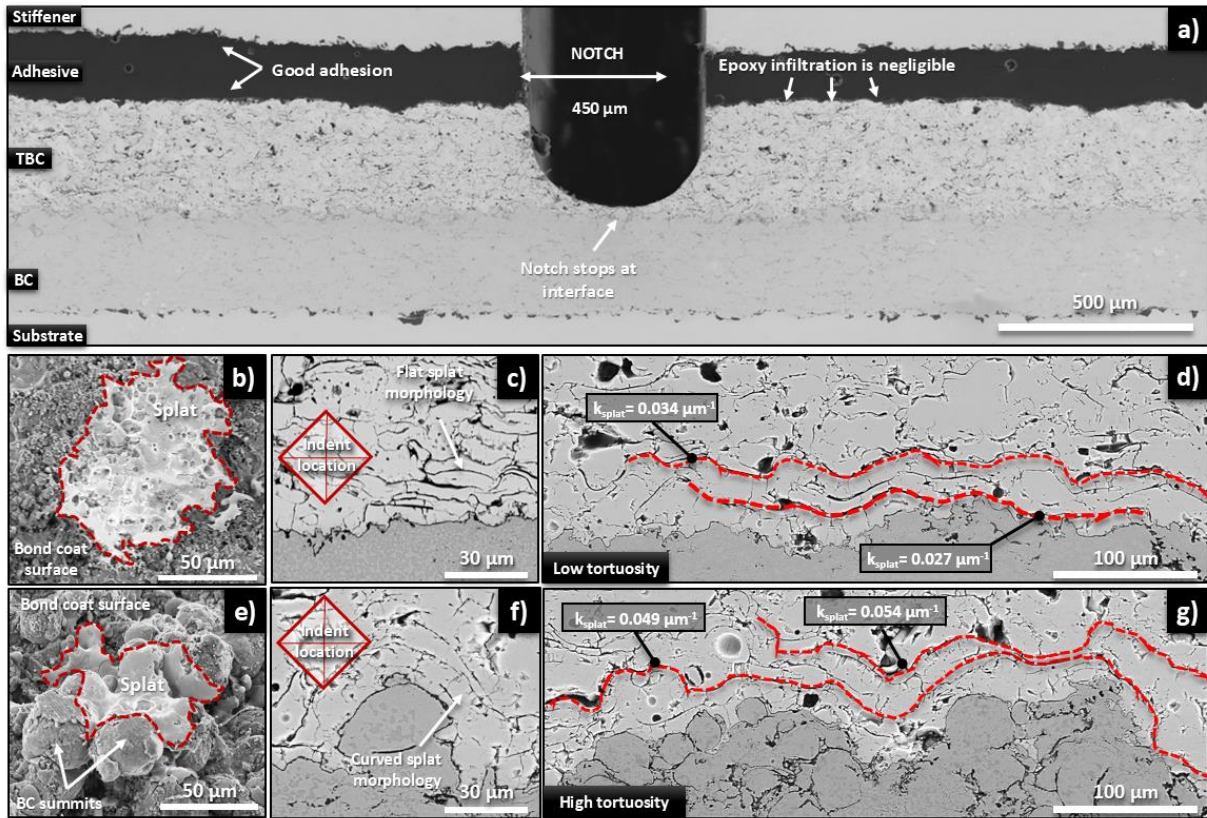 Stiffener
a)
NOTCH
Adhesive
Good adhesion
Epoxy infiltration is negligible
450 µm
TBC
Notch stops at
interface
BC
500 µm
Substrate
b)
Splat
Bond coat
surface
50 µm
c)
Flat splat
morphology
Indent
location
30 µm
d)
k_splat= 0.034 µm⁻¹
k_splat= 0.027 µm⁻¹
Low tortuosity
100 µm
e)
Bond coat surface
Splat
BC summits
50 µm
f)
Indent
location
Curved splat
morphology
30 µm
g)
k_splat= 0.049 µm⁻¹
k_splat= 0.054 µm⁻¹
High tortuosity
100 µm